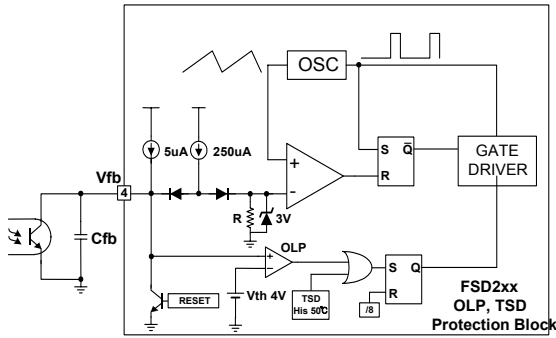 OSC
5uA
250uA
Vfb
4
+
-
S
Q̄
R
GATE
DRIVER
R
3V
Cfb
OLP
+
-
RESET
Vth 4V
TSD
His 50℃
S
Q
R
/8
FSD2xx
OLP, TSD
Protection Block